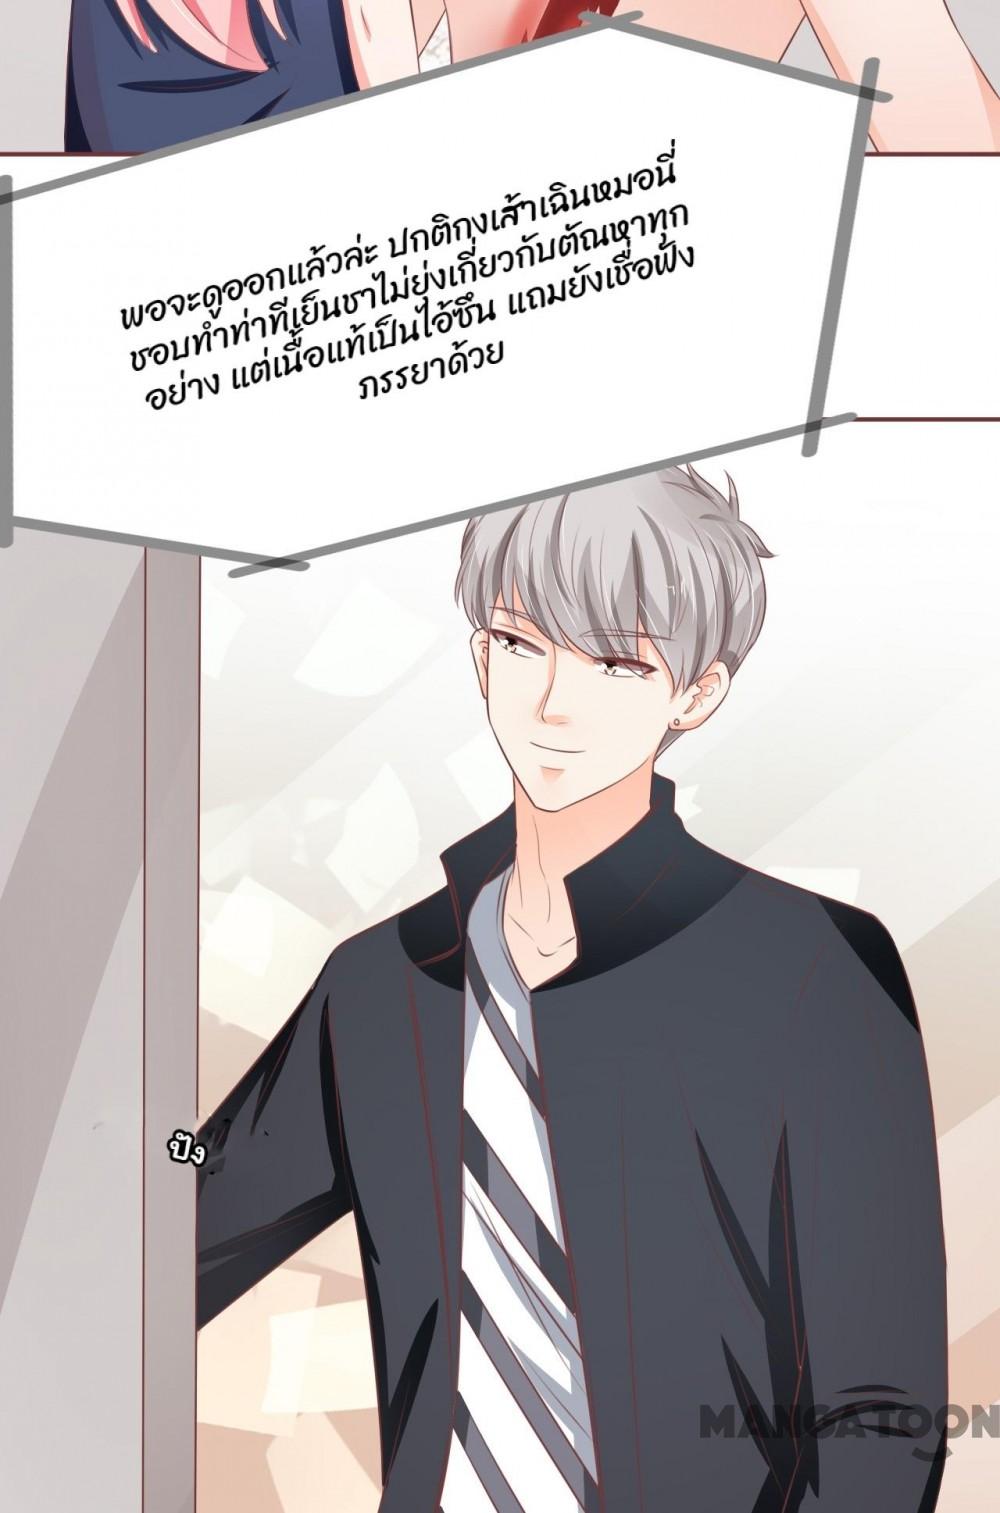 พอจะดูออกแล้วล่ะ ปกติกงเส้าเฉินหมอนี่
ชอบทำท่าทีเย็นชาไม่ยุ่งเกี่ยวกับตัณหาทุก
อย่าง แต่เนื้อแท้เป็นไอ้ซึน แถมยังเชื่อฟัง
ภรรยาด้วย
ปัง
MANGATOON